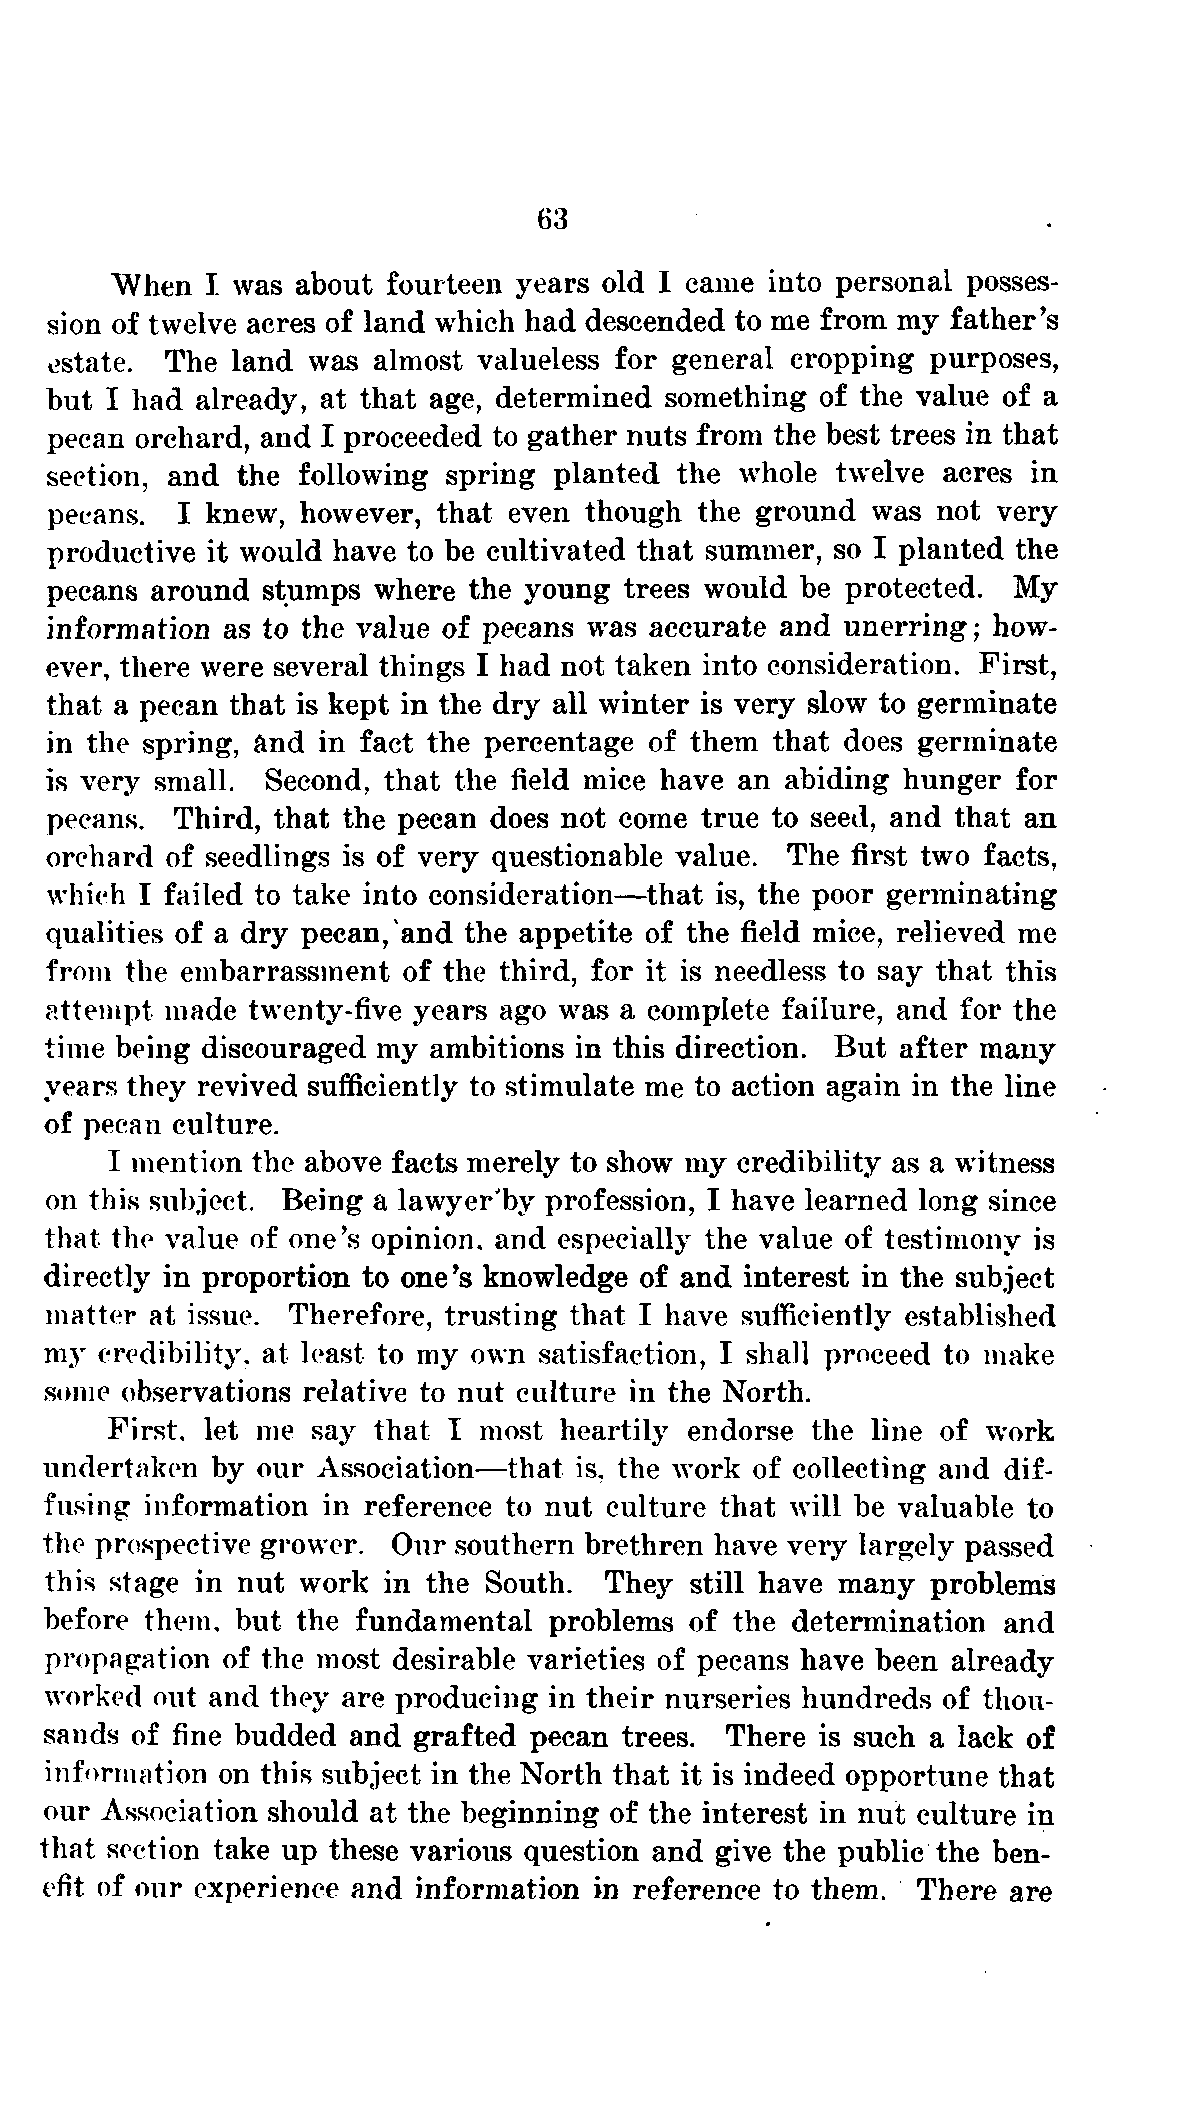 63
When I was about fourteen years old I came into personal posses-
sion of twelve acres of land which had descended to me from my father's
estate. The land was almost valueless for general cropping purposes,
but I had already, at that age, determined something of the value of a
pecan orchard, and I proceeded to gather nuts from the best trees in that
section, and the following spring planted the whole twelve acres in
pecans. I knew, however, that even though the ground was not very
productive it would have to be cultivated that summer, so I planted the
pecans around stumps where the young trees would be protected. My
information as to the value of pecans was accurate and unerring; how-
ever, there were several things I had not taken into consideration. First,
that a pecan that is kept in the dry all winter is very slow to germinate
in the spring, and in fact the percentage of them that does germinate
is very small. Second, that the field mice have an abiding hunger for
pecans. Third, that the pecan does not come true to seed, and that an
orchard of seedlings is of very questionable value. The first two facts,
which I failed to take into consideration—that is, the poor germinating
qualities of a dry pecan, and the appetite of the field mice, relieved me
from the embarrassment of the third, for it is needless to say that this
attempt made twenty-five years ago was a complete failure, and for the
time being discouraged my ambitions in this direction. But after many
years they revived sufficiently to stimulate me to action again in the line
of pecan culture.
I mention the above facts merely to show my credibility as a witness
on this subject. Being a lawyer by profession, I have learned long since
that the value of one's opinion, and especially the value of testimony is
directly in proportion to one's knowledge of and interest in the subject
matter at issue. Therefore, trusting that I have sufficiently established
my credibility, at least to my own satisfaction, I shall proceed to make
some observations relative to nut culture in the North.
First, let me say that I most heartily endorse the line of work
undertaken by our Association—that is, the work of collecting and dif-
fusing information in reference to nut culture that will be valuable to
the prospective grower. Our southern brethren have very largely passed
this stage in nut work in the South. They still have many problems
before them, but the fundamental problems of the determination and
propagation of the most desirable varieties of pecans have been already
worked out and they are producing in their nurseries hundreds of thou-
sands of fine budded and grafted pecan trees. There is such a lack of
information on this subject in the North that it is indeed opportune that
our Association should at the beginning of the interest in nut culture in
that section take up these various question and give the public the ben-
efit of our experience and information in reference to them. There are